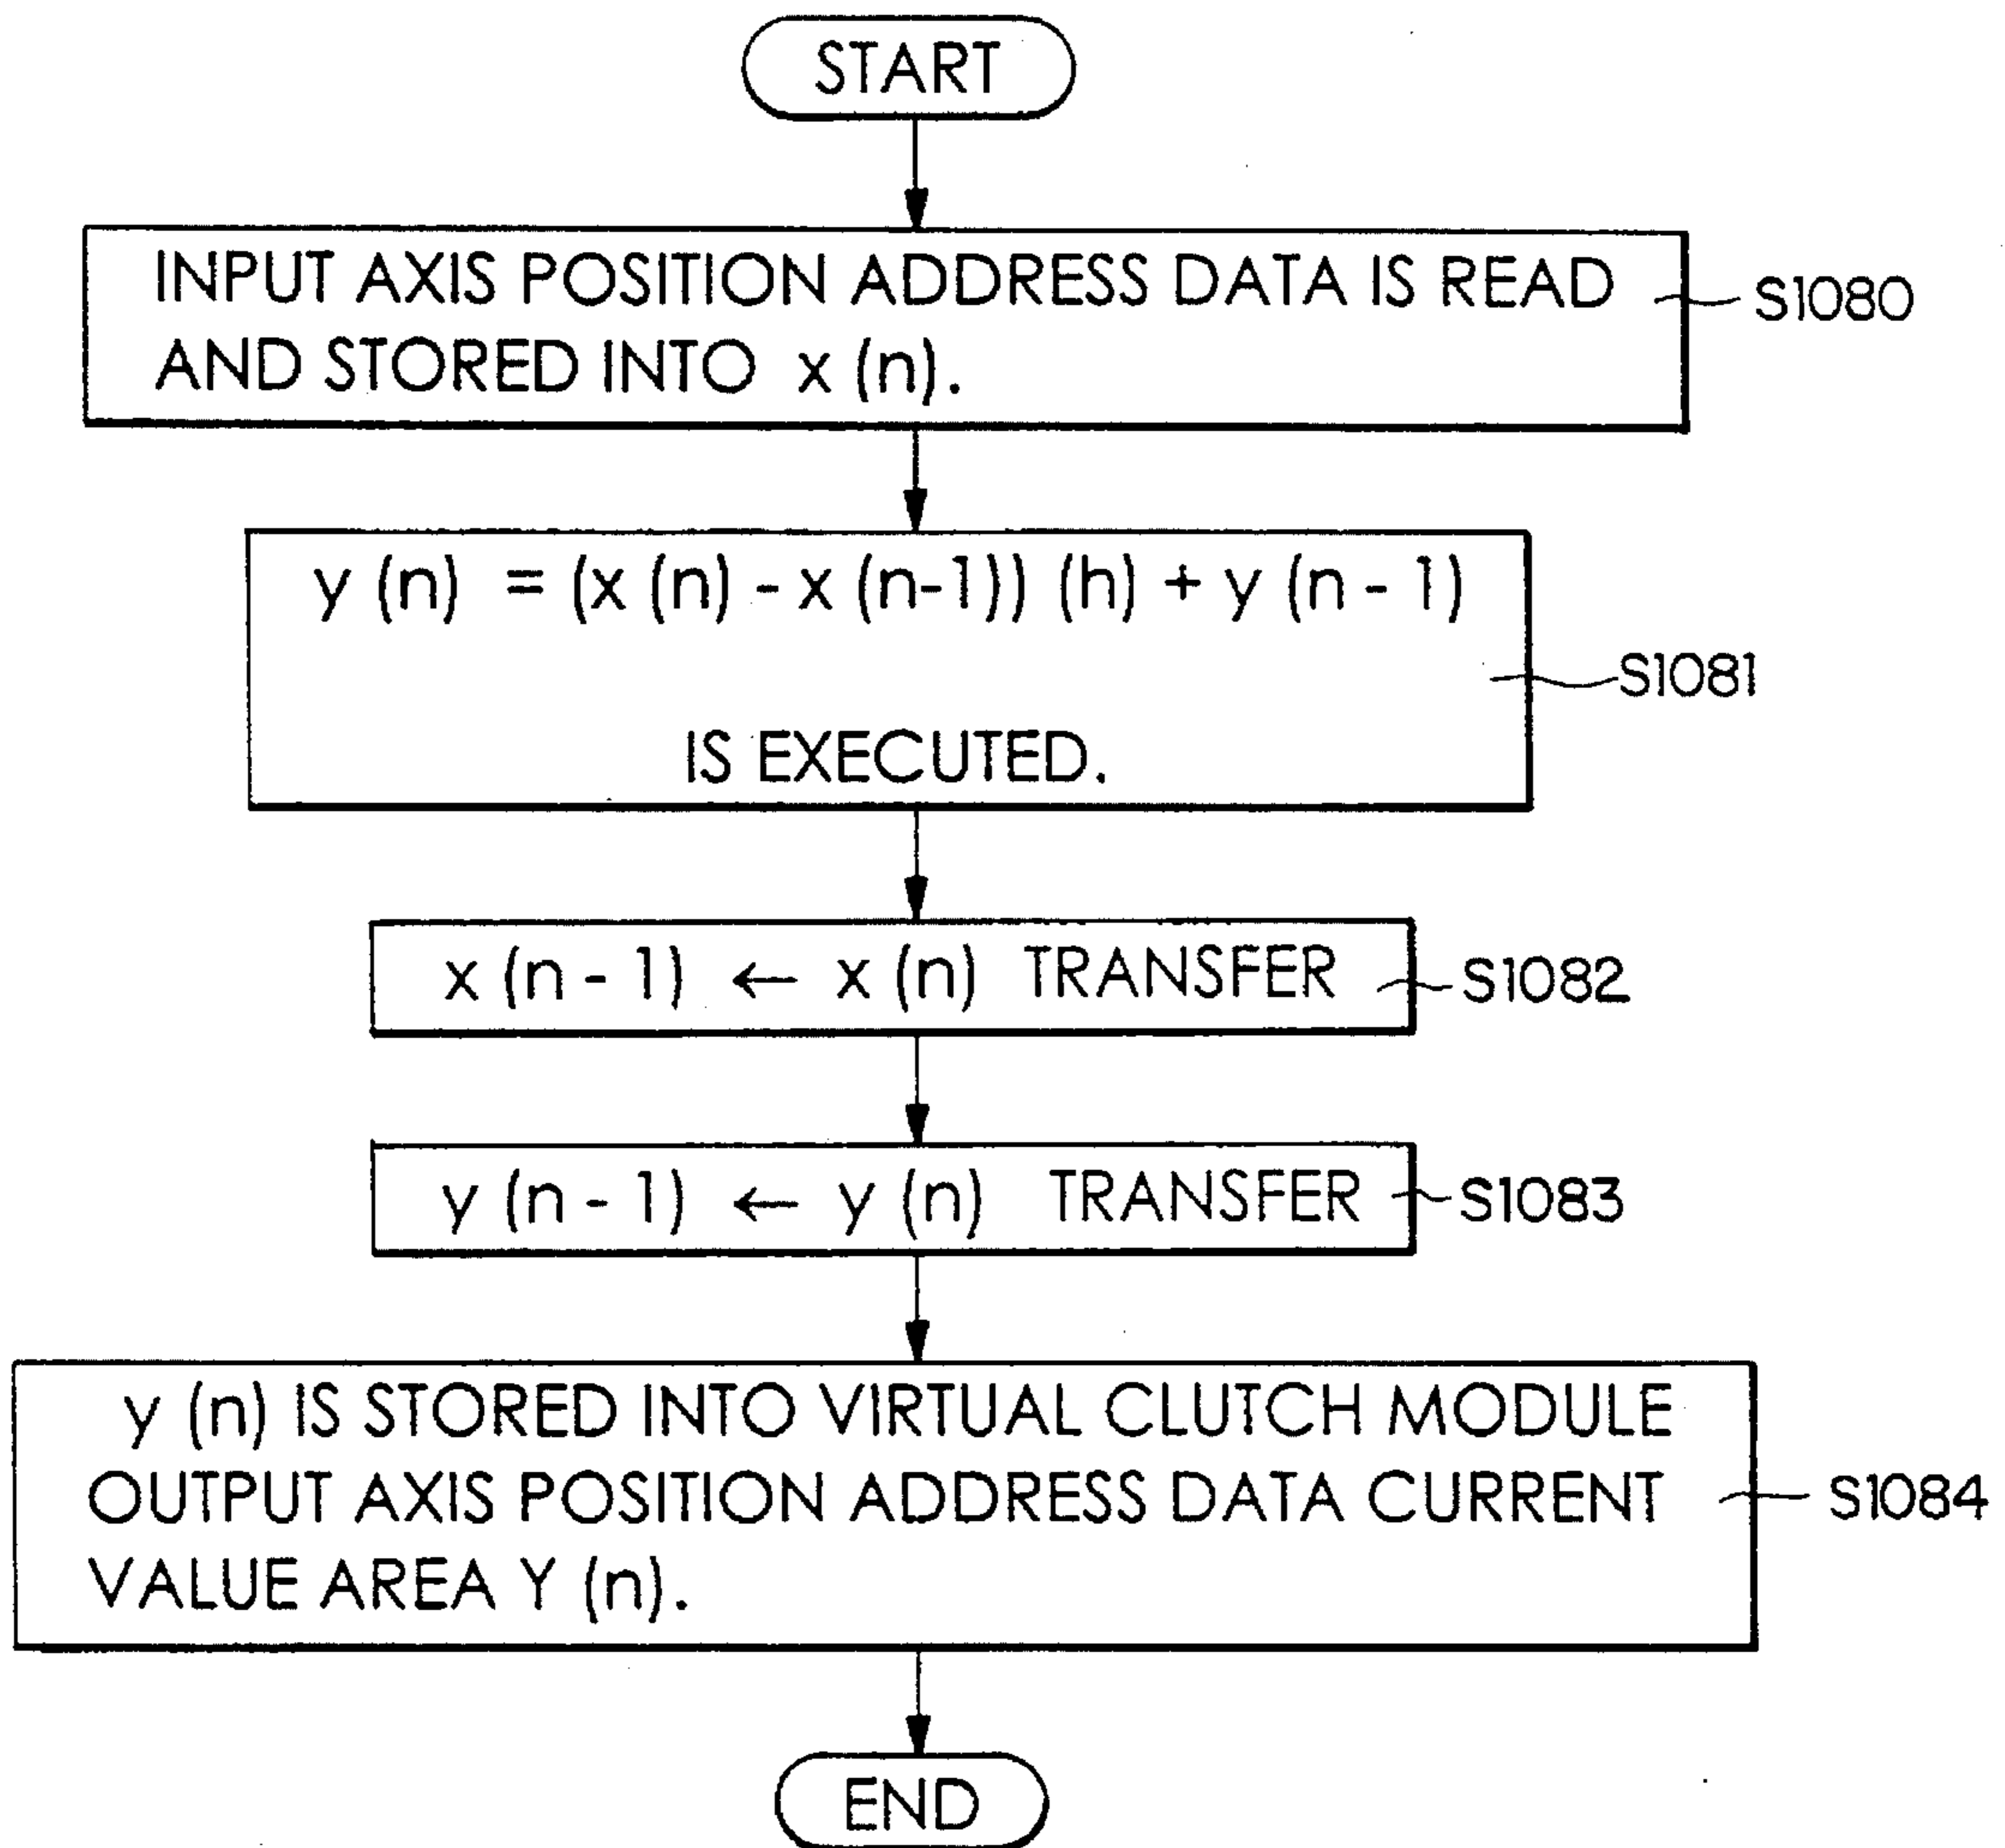 START
INPUT AXIS POSITION ADDRESS DATA IS READ
AND STORED INTO x (n).
S1080
y (n) = (x (n) - x (n-1)) (h) + y (n - 1)
S1081
IS EXECUTED.
x (n - 1) ← x (n) TRANSFER
S1082
y (n - 1) ← y (n) TRANSFER
S1083
y (n) IS STORED INTO VIRTUAL CLUTCH MODULE
OUTPUT AXIS POSITION ADDRESS DATA CURRENT
VALUE AREA Y (n).
S1084
END